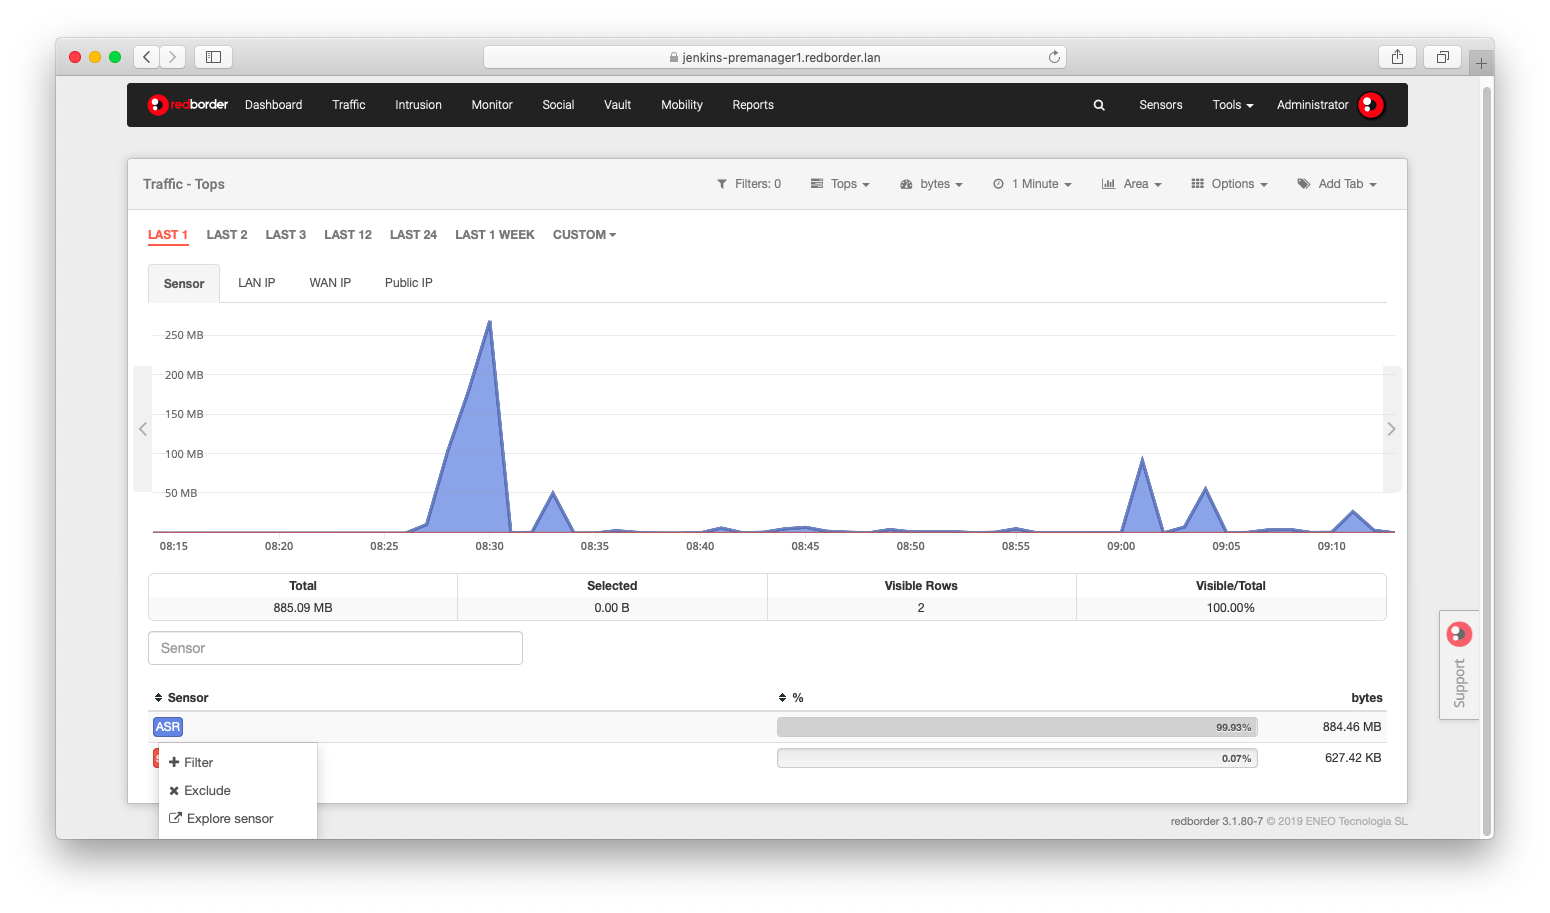 jenkins-premanager1.redborder.lan
redborder Dashboard Traffic Intrusion Monitor Social Vault Mobility Reports Sensors Tools Administrator
Traffic - Tops Filters: 0 Tops bytes 1 Minute Area Options Add Tab
LAST 1 LAST 2 LAST 3 LAST 12 LAST 24 LAST 1 WEEK CUSTOM
Sensor LAN IP WAN IP Public IP
250 MB
200 MB
150 MB
100 MB
50 MB
08:15 08:20 08:25 08:30 08:35 08:40 08:45 08:50 08:55 09:00 09:05 09:10
Total Selected Visible Rows Visible/Total
885.09 MB 0.00 B 2 100.00%
Sensor
Support
Sensor % bytes
ASR 99.93% 884.46 MB
0.07% 627.42 KB
Filter
Exclude
Explore sensor
redborder 3.1.80-7 © 2019 ENEO Tecnologia SL